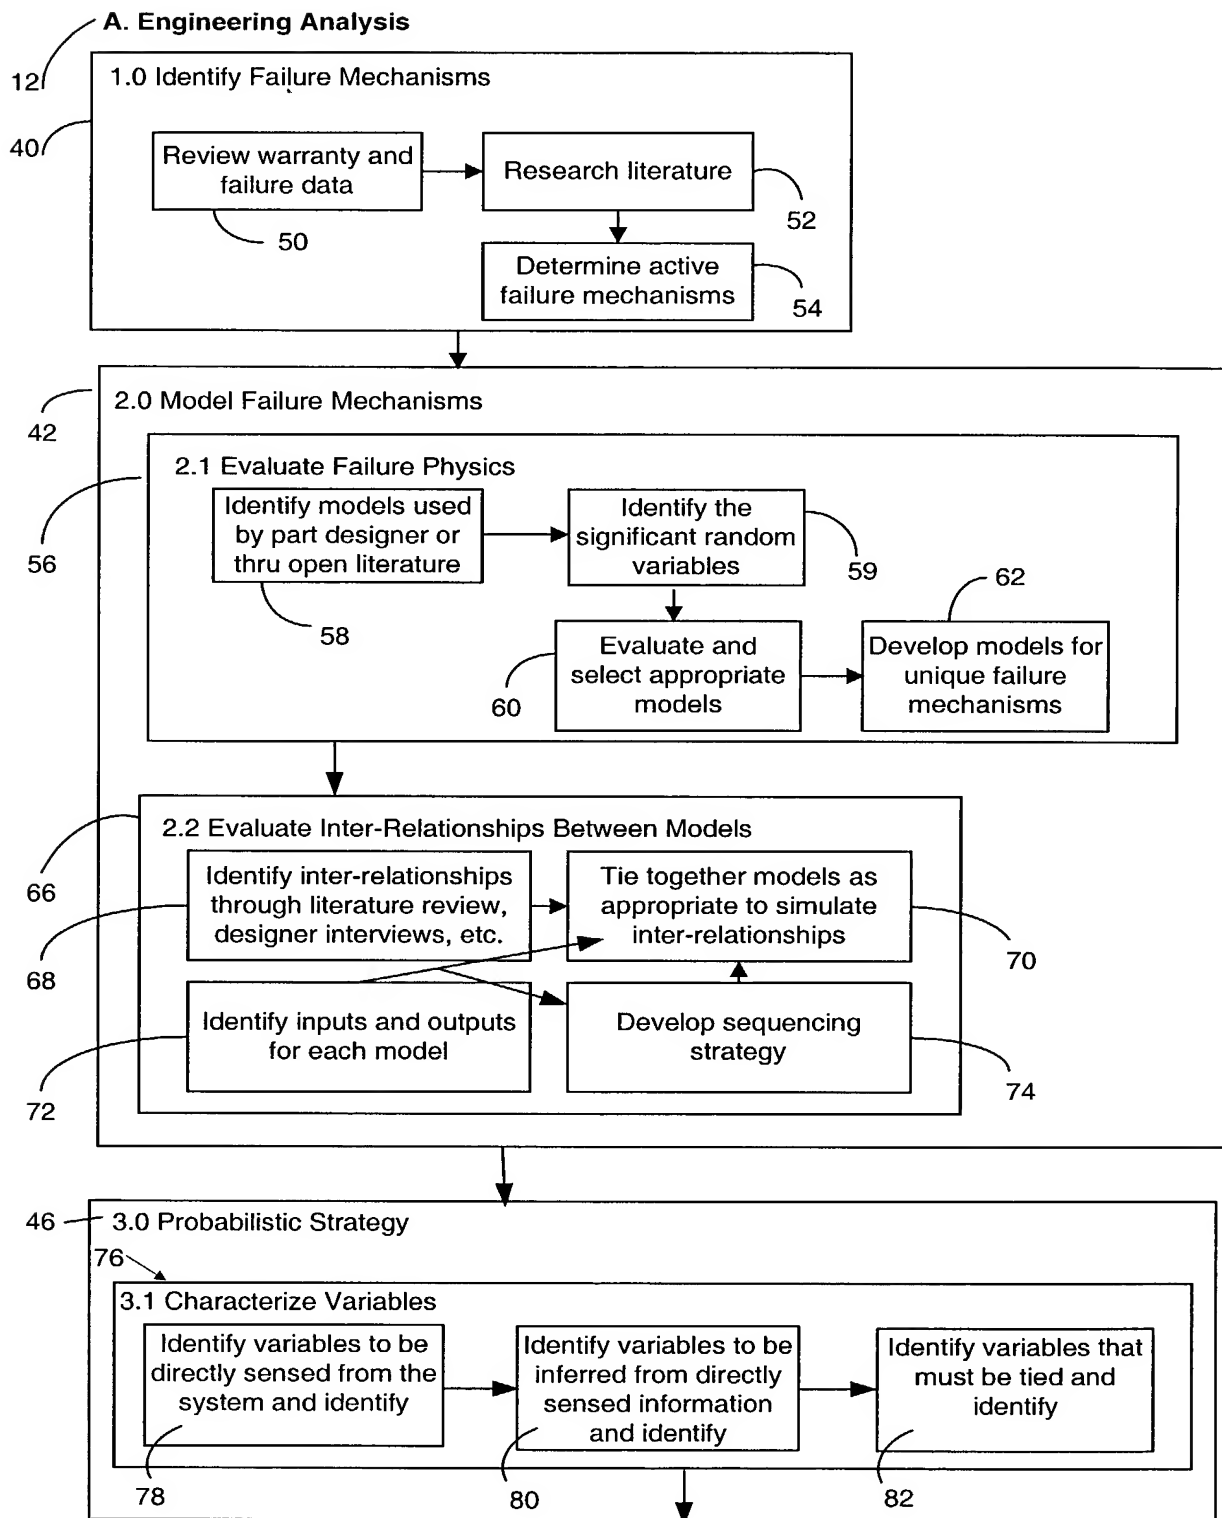 A. Engineering Analysis
12
1.0 Identify Failure Mechanisms
40
Review warranty and
failure data
50
Research literature
52
Determine active
failure mechanisms
54
42
2.0 Model Failure Mechanisms
2.1 Evaluate Failure Physics
56
Identify models used
by part designer or
thru open literature
58
Identify the
significant random
variables
59
62
Evaluate and
select appropriate
models
60
Develop models for
unique failure
mechanisms
2.2 Evaluate Inter-Relationships Between Models
66
Identify inter-relationships
through literature review,
designer interviews, etc.
68
Tie together models as
appropriate to simulate
inter-relationships
70
Identify inputs and outputs
for each model
72
Develop sequencing
strategy
74
46
3.0 Probabilistic Strategy
76
3.1 Characterize Variables
Identify variables to be
directly sensed from the
system and identify
78
Identify variables to be
inferred from directly
sensed information
and identify
80
Identify variables that
must be tied and
identify
82